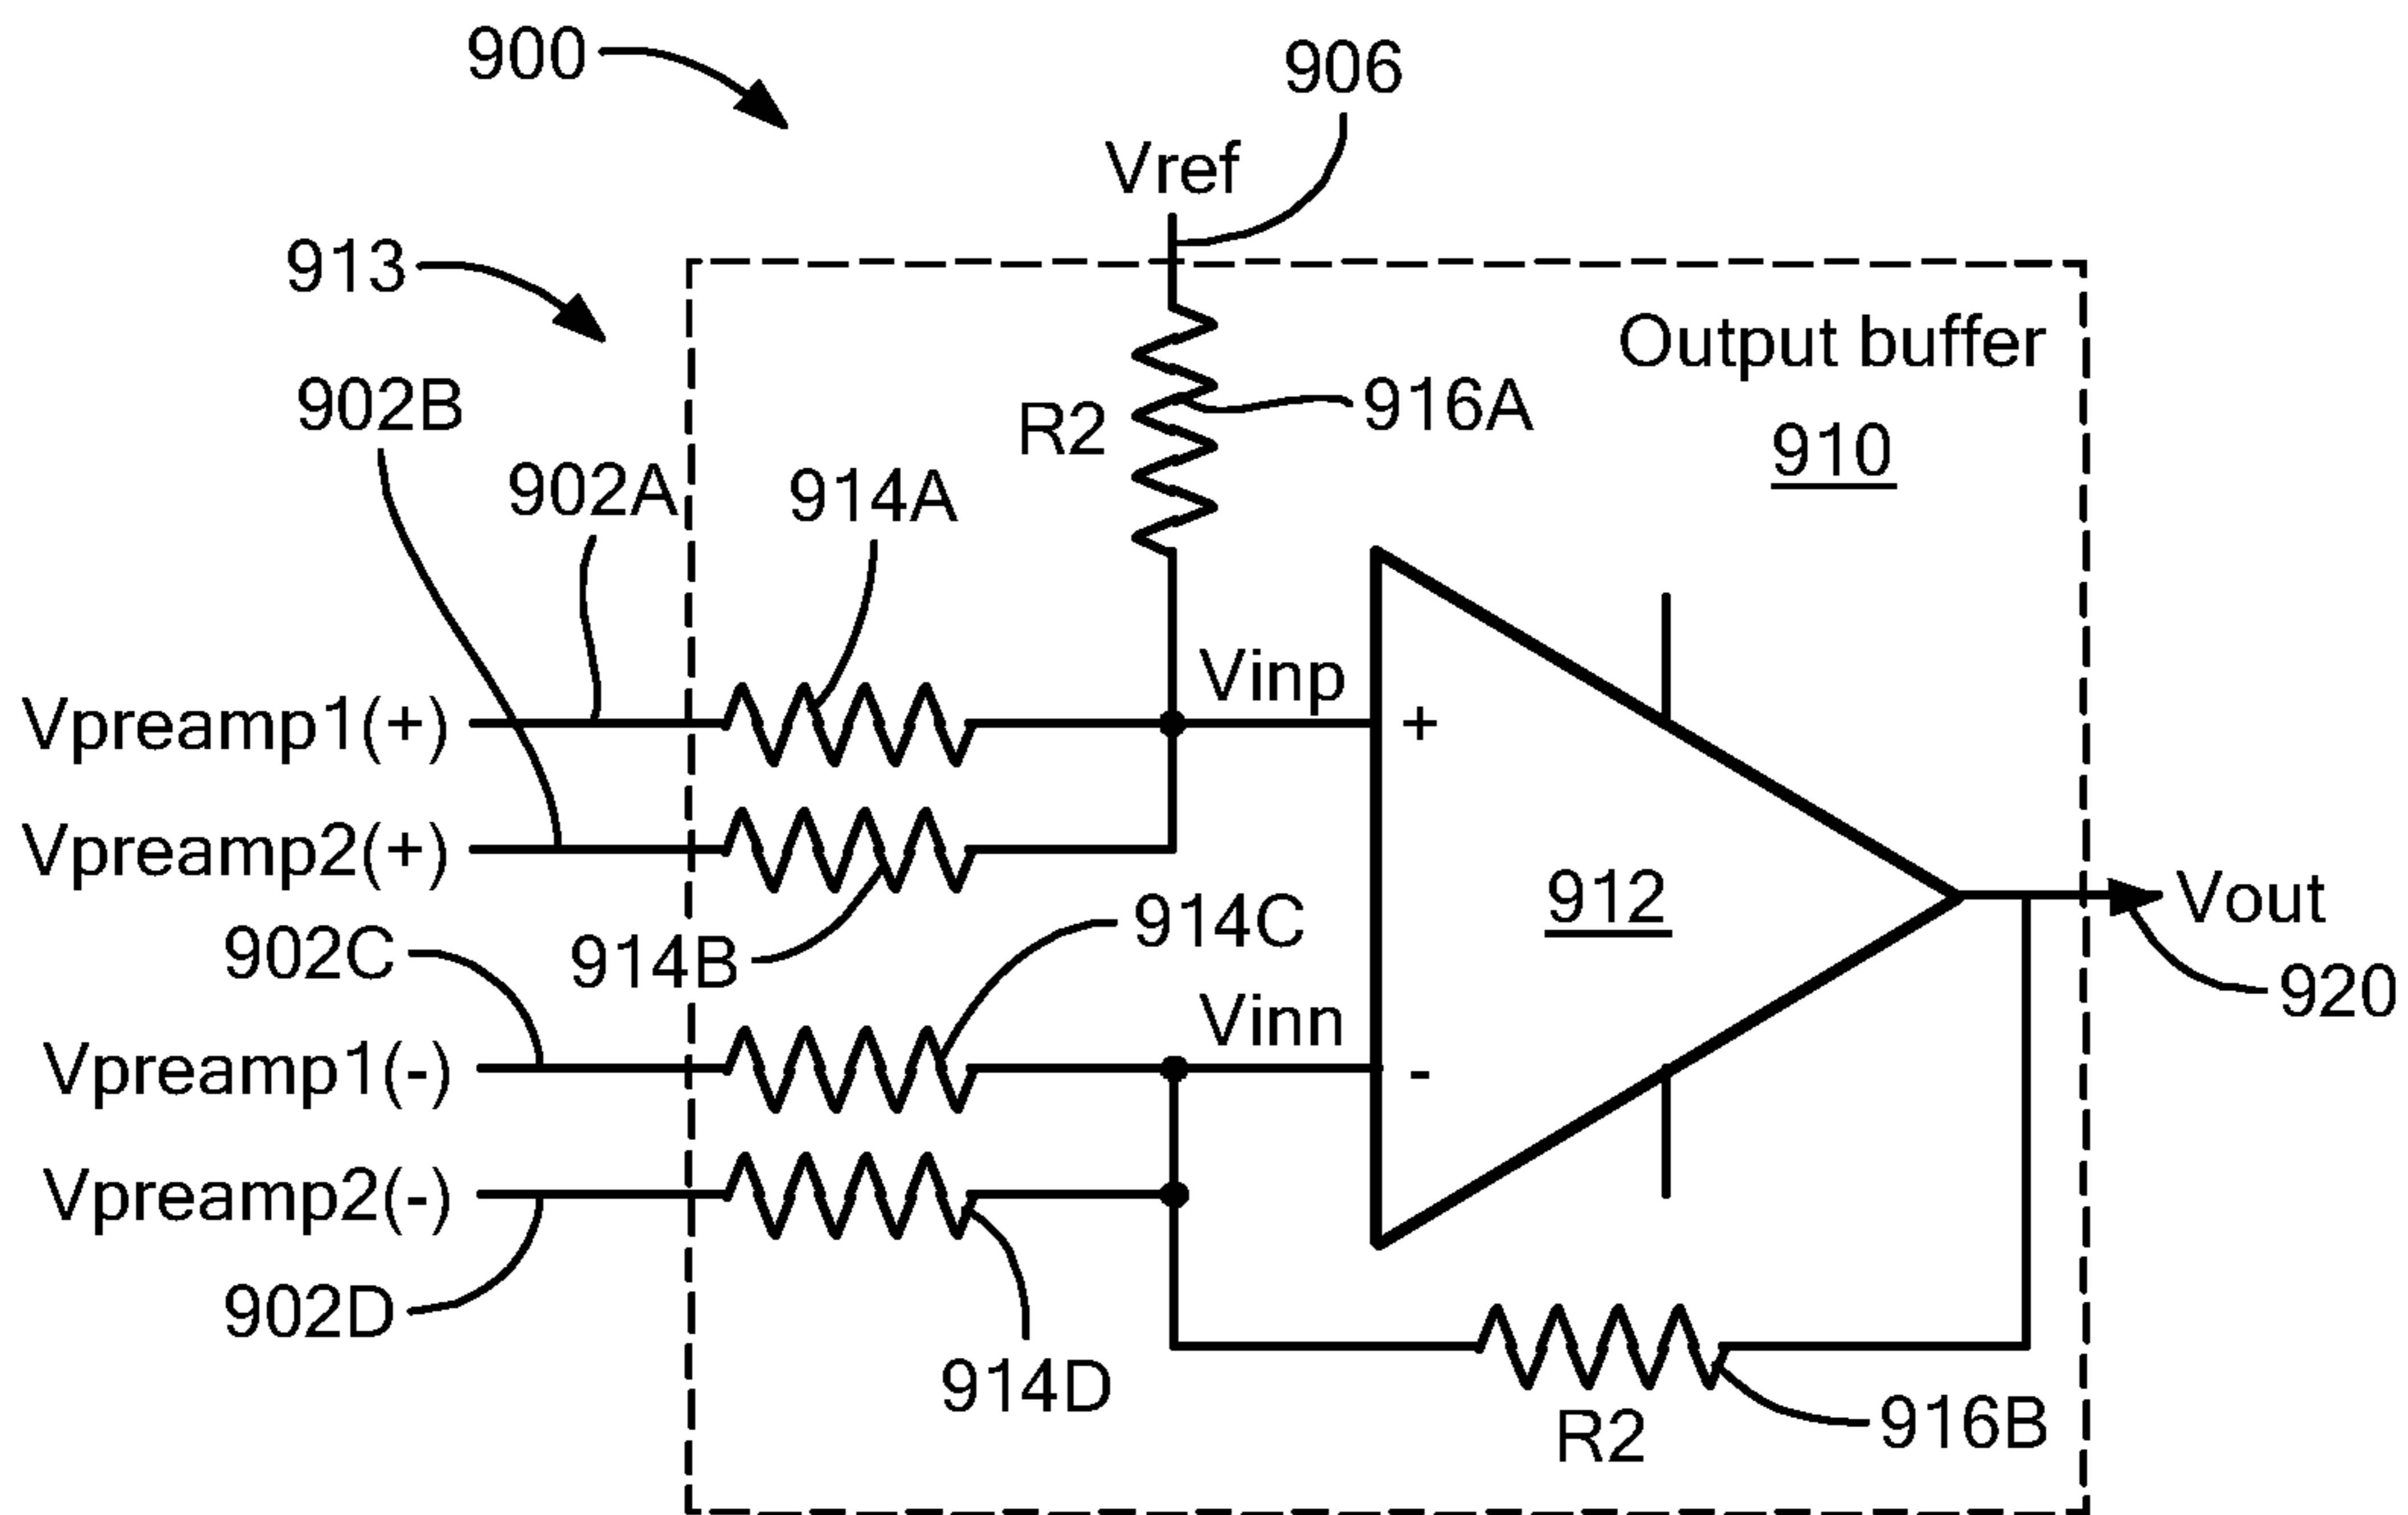 900
906
Vref
913
Output buffer
902B
R2
916A
910
902A
914A
Vinp
Vpreamp1(+)
+
Vpreamp2(+)
912
Vout
914C
902C
914B
920
Vinn
Vpreamp1(-)
-
Vpreamp2(-)
902D
914D
R2
916B